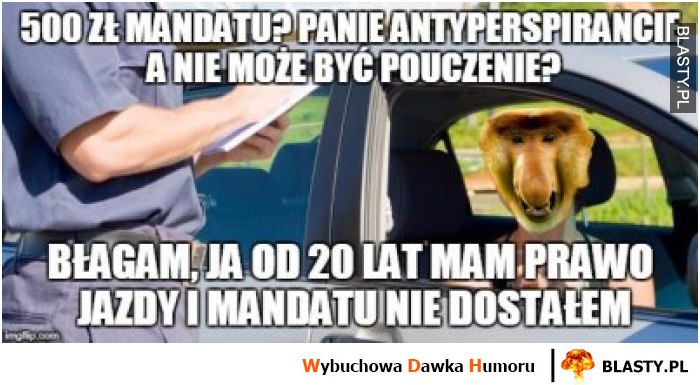 500 ZŁ MANDATU? PANIE ANTYPERSPIRANCIE
A NIE MOŻE BYĆ POUCZENIE?
BLASTY.PL
BŁAGAM, JA OD 20 LAT MAM PRAWO
JAZDY I MANDATU NIE DOSTAŁEM
imgflip.com
Wybuchowa Dawka Humoru
BLASTY.PL